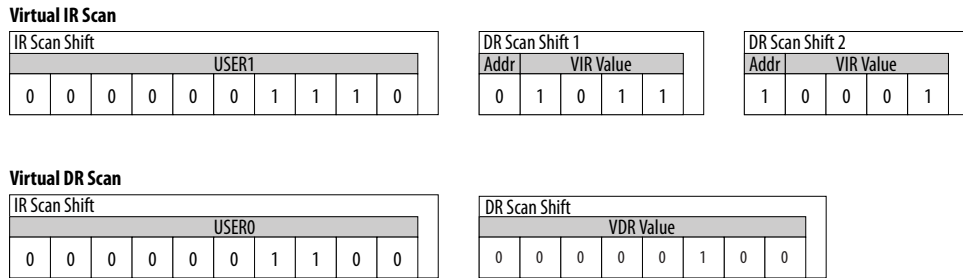 Virtual IR Scan
IR Scan Shift
USER1
0 0 0 0 0 0 1 1 1 0
DR Scan Shift 1
Addr VIR Value
0 1 0 1 1
DR Scan Shift 2
Addr VIR Value
1 0 0 0 1
Virtual DR Scan
IR Scan Shift
USER0
0 0 0 0 0 0 1 1 0 0
DR Scan Shift
VDR Value
0 0 0 0 0 1 0 0